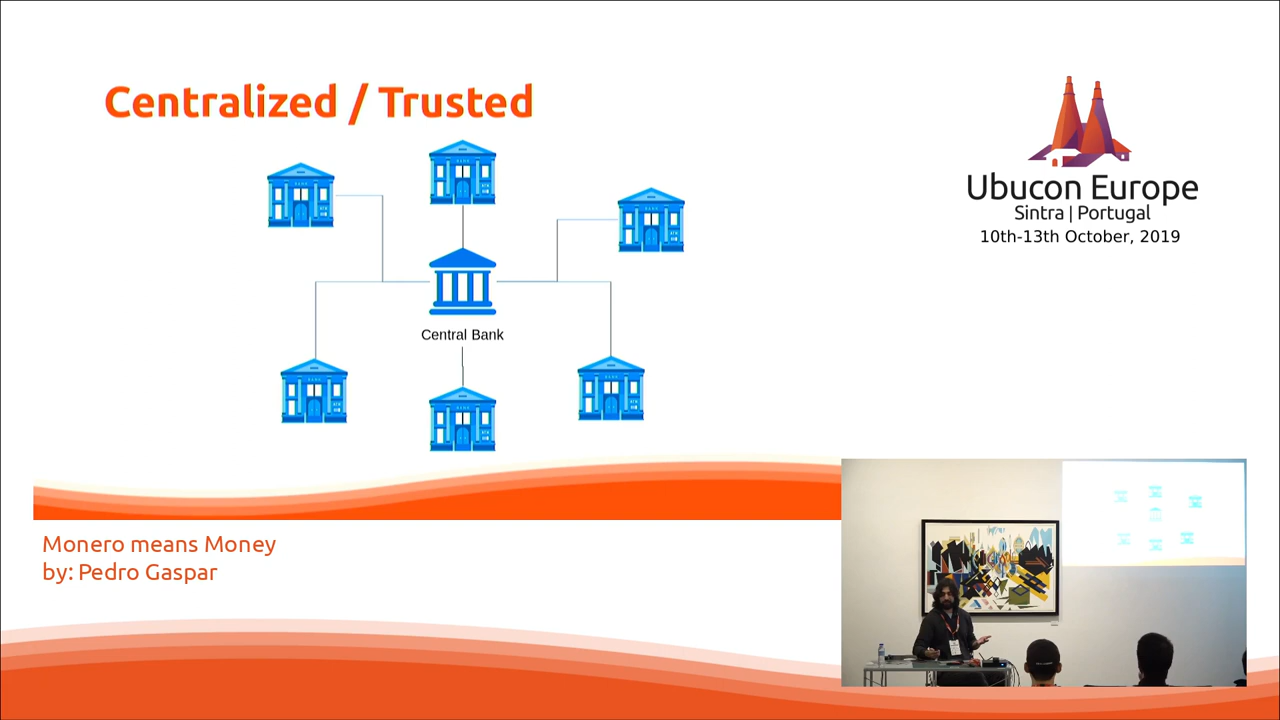 Centralized / Trusted
Central Bank
Ubucon Europe
Sintra | Portugal
10th-13th October, 2019
Monero means Money
by: Pedro Gaspar